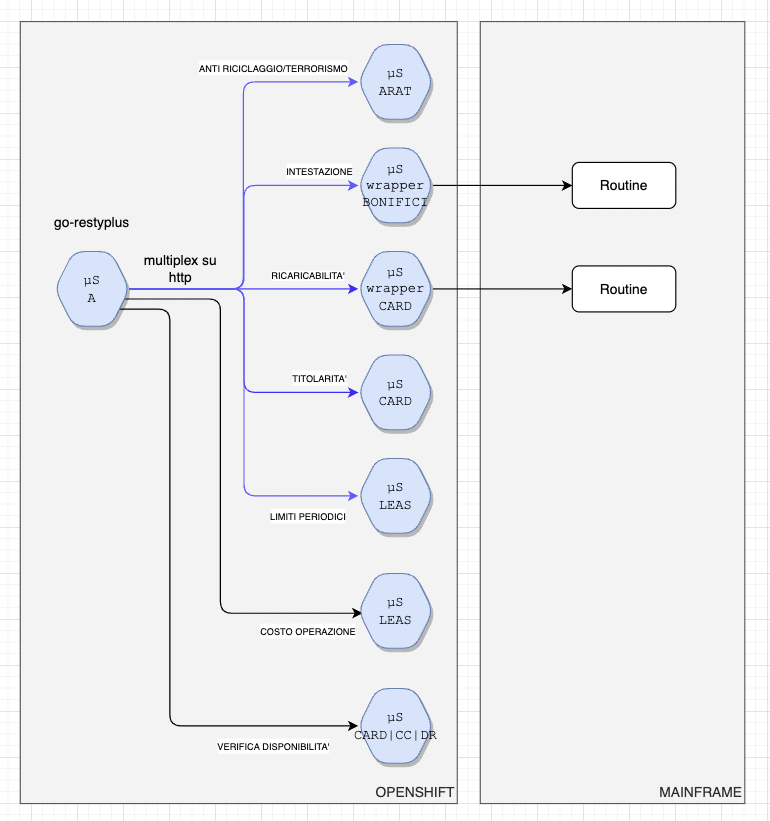 ANTI RICICLAGGIO/TERRORISMO
µS
ARAT
INTESTAZIONE
µS
wrapper
BONIFICI
Routine
go-restyplus
µS
A
multiplex su
http
RICARICABILITA'
µS
wrapper
CARD
Routine
TITOLARITA'
µS
CARD
µS
LEAS
LIMITI PERIODICI
µS
LEAS
COSTO OPERAZIONE
µS
CARD|CC|DR
VERIFICA DISPONIBILITA'
OPENSHIFT
MAINFRAME